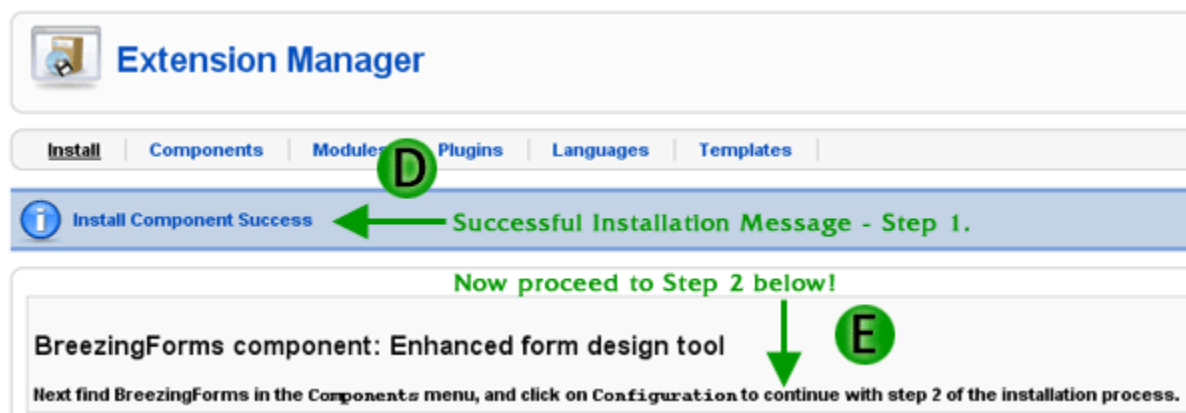 Extension Manager
Install Components Modules Plugins Languages Templates
D
Install Component Success Successful Installation Message - Step 1.
Now proceed to Step 2 below!
E
BreezingForms component: Enhanced form design tool
Next find BreezingForms in the Components menu, and click on Configuration to continue with step 2 of the installation process.